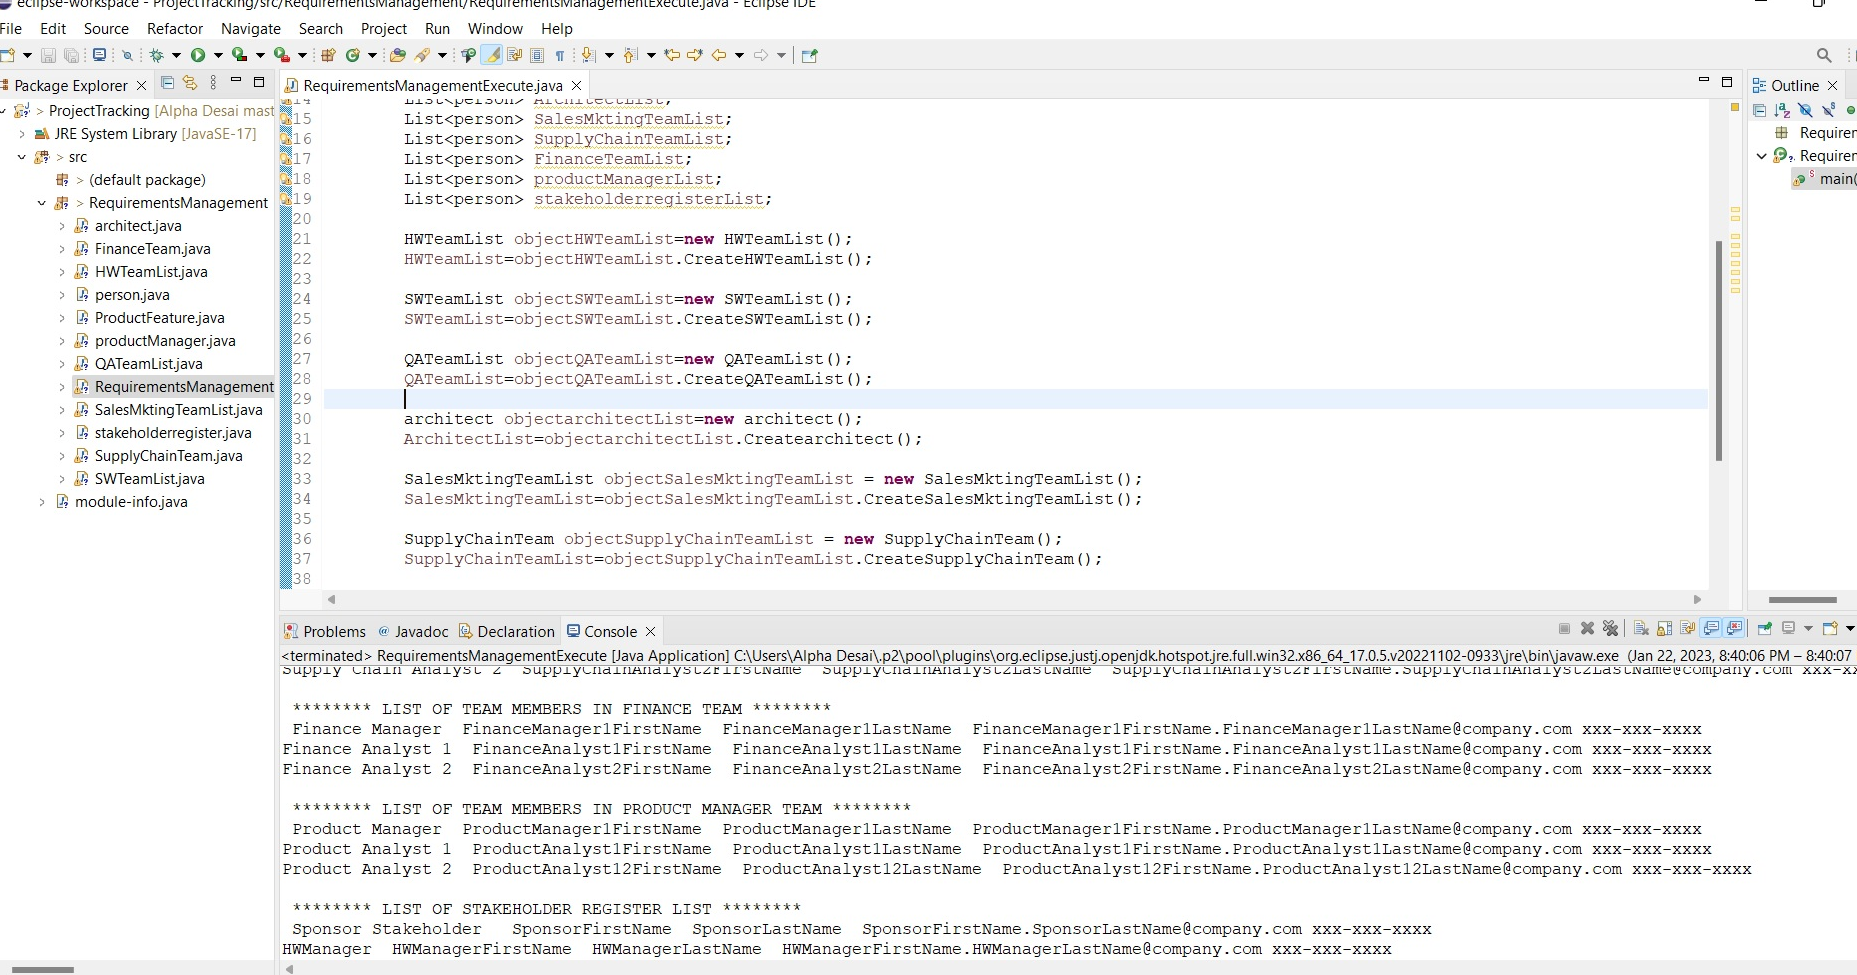 eclipse-workspace - ProjectTracking/src/RequirementsManagement/RequirementsManagementExecute.java - Eclipse IDE
File Edit Source Refactor Navigate Search Project Run Window Help
Package Explorer
RequirementsManagementExecute.java
Outline
> ProjectTracking [Alpha Desai mast
JRE System Library [JavaSE-17]
> src
> (default package)
> RequirementsManagement
architect.java
FinanceTeam.java
HWTeamList.java
person.java
ProductFeature.java
productManager.java
QATeamList.java
RequirementsManagement
SalesMktingTeamList.java
stakeholderregister.java
SupplyChainTeam.java
SWTeamList.java
module-info.java
14 List<person> ArchitectList;
15 List<person> SalesMktingTeamList;
16 List<person> SupplyChainTeamList;
17 List<person> FinanceTeamList;
18 List<person> productManagerList;
19 List<person> stakeholderregisterList;
20
21 HWTeamList objectHWTeamList=new HWTeamList();
22 HWTeamList=objectHWTeamList.CreateHWTeamList();
23
24 SWTeamList objectSWTeamList=new SWTeamList();
25 SWTeamList=objectSWTeamList.CreateSWTeamList();
26
27 QATeamList objectQATeamList=new QATeamList();
28 QATeamList=objectQATeamList.CreateQATeamList();
29
30 architect objectarchitectList=new architect();
31 ArchitectList=objectarchitectList.Createarchitect();
32
33 SalesMktingTeamList objectSalesMktingTeamList = new SalesMktingTeamList();
34 SalesMktingTeamList=objectSalesMktingTeamList.CreateSalesMktingTeamList();
35
36 SupplyChainTeam objectSupplyChainTeamList = new SupplyChainTeam();
37 SupplyChainTeamList=objectSupplyChainTeamList.CreateSupplyChainTeam();
38
Requirem
Requirem
main(
Problems @ Javadoc Declaration Console
<terminated> RequirementsManagementExecute [Java Application] C:\Users\Alpha Desai\.p2\pool\plugins\org.eclipse.justj.openjdk.hotspot.jre.full.win32.x86_64_17.0.5.v20221102-0933\jre\bin\javaw.exe (Jan 22, 2023, 8:40:06 PM – 8:40:07
Supply Chain Analyst 2 SupplyChainAnalyst2FirstName SupplyChainAnalyst2LastName SupplyChainAnalyst2FirstName.SupplyChainAnalyst2LastName@company.com xxx-xx
******** LIST OF TEAM MEMBERS IN FINANCE TEAM ********
Finance Manager FinanceManager1FirstName FinanceManager1LastName FinanceManager1FirstName.FinanceManager1LastName@company.com xxx-xxx-xxxx
Finance Analyst 1 FinanceAnalyst1FirstName FinanceAnalyst1LastName FinanceAnalyst1FirstName.FinanceAnalyst1LastName@company.com xxx-xxx-xxxx
Finance Analyst 2 FinanceAnalyst2FirstName FinanceAnalyst2LastName FinanceAnalyst2FirstName.FinanceAnalyst2LastName@company.com xxx-xxx-xxxx
******** LIST OF TEAM MEMBERS IN PRODUCT MANAGER TEAM ********
Product Manager ProductManager1FirstName ProductManager1LastName ProductManager1FirstName.ProductManager1LastName@company.com xxx-xxx-xxxx
Product Analyst 1 ProductAnalyst1FirstName ProductAnalyst1LastName ProductAnalyst1FirstName.ProductAnalyst1LastName@company.com xxx-xxx-xxxx
Product Analyst 2 ProductAnalyst12FirstName ProductAnalyst12LastName ProductAnalyst12FirstName.ProductAnalyst12LastName@company.com xxx-xxx-xxxx
******** LIST OF STAKEHOLDER REGISTER LIST ********
Sponsor Stakeholder SponsorFirstName SponsorLastName SponsorFirstName.SponsorLastName@company.com xxx-xxx-xxxx
HWManager HWManagerFirstName HWManagerLastName HWManagerFirstName.HWManagerLastName@company.com xxx-xxx-xxxx